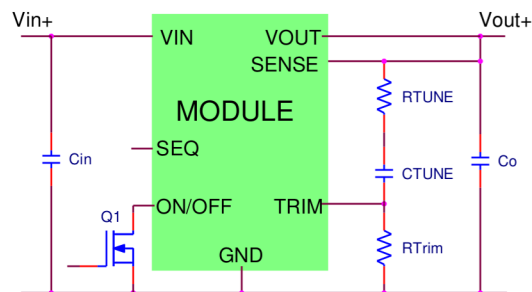 Vin+
Vout+
VIN
VOUT
SENSE
RTUNE
MODULE
Cin
SEQ
CTUNE
Co
Q1
ON/OFF
TRIM
RTrim
GND